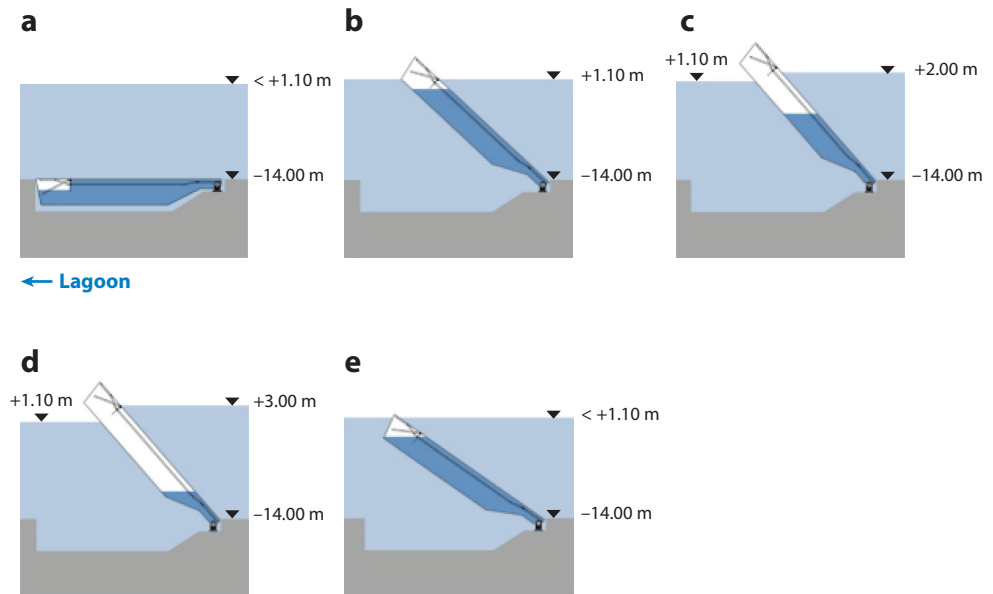 a
< +1.10 m
–14.00 m
← Lagoon
b
+1.10 m
–14.00 m
c
+1.10 m
+2.00 m
–14.00 m
d
+1.10 m
+3.00 m
–14.00 m
e
< +1.10 m
–14.00 m